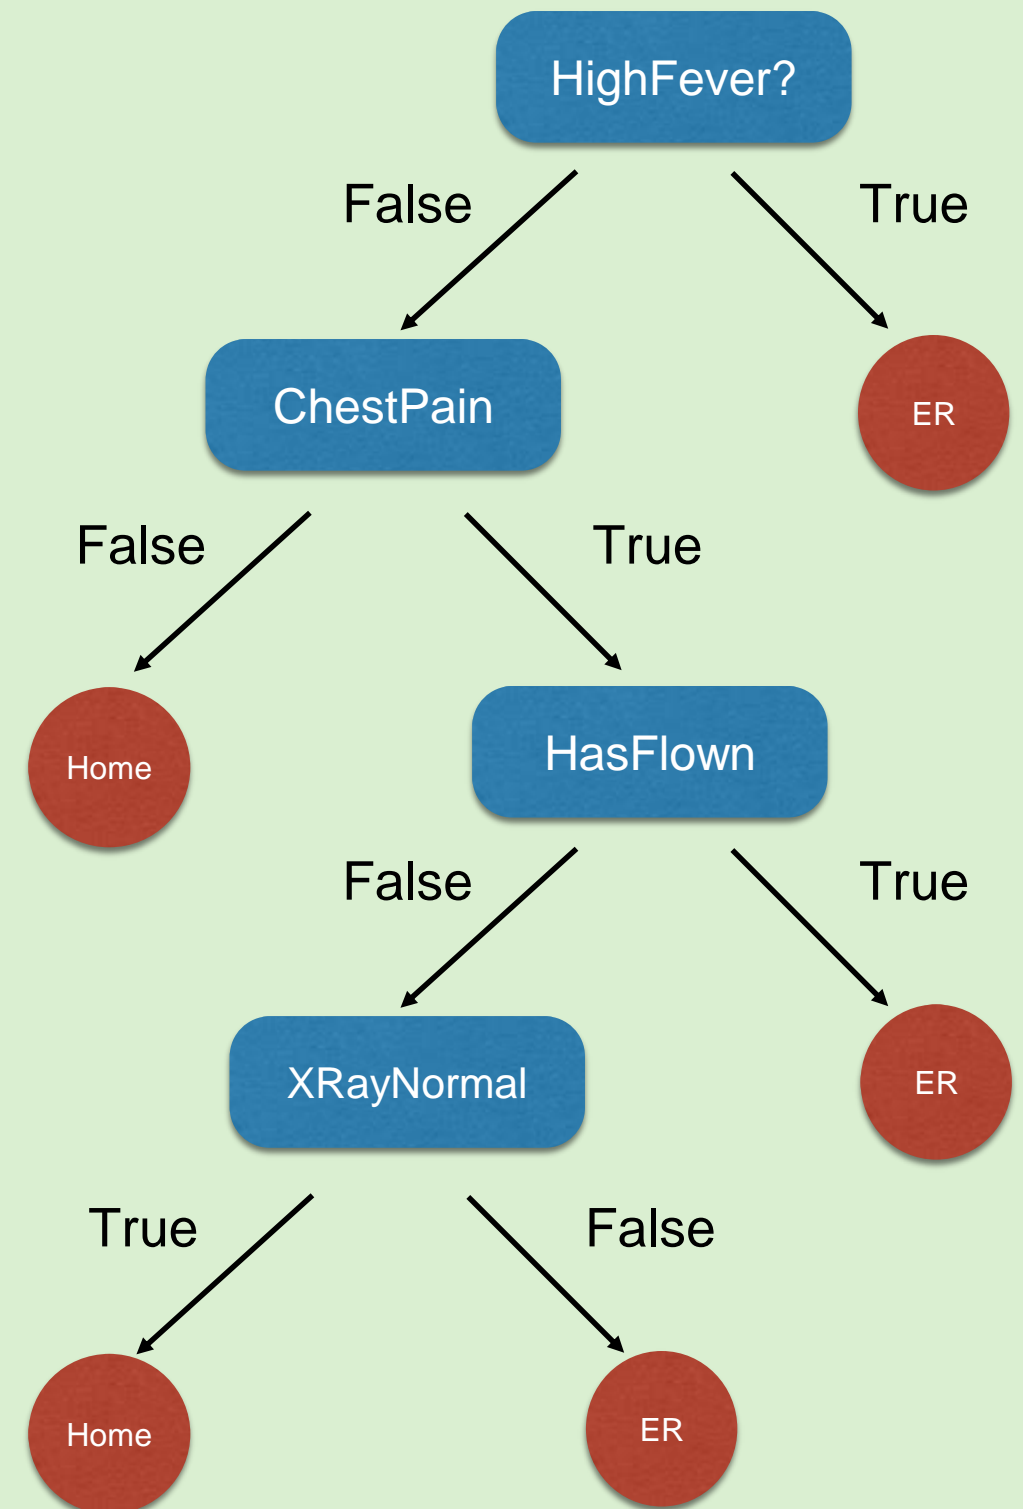 HighFever?
False
True
ChestPain
ER
False
True
Home
HasFlown
False
True
XRayNormal
ER
True
False
Home
ER